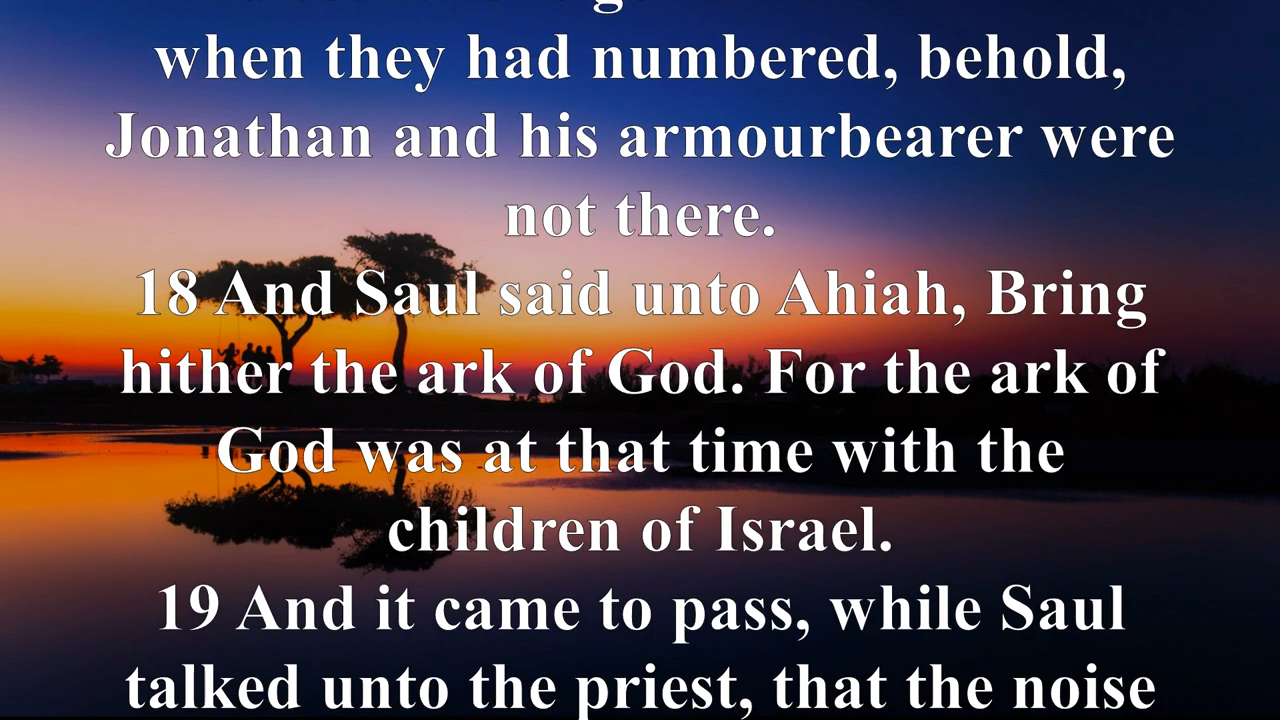 when they had numbered, behold,
Jonathan and his armourbearer were
not there.
18 And Saul said unto Ahiah, Bring
hither the ark of God. For the ark of
God was at that time with the
children of Israel.
19 And it came to pass, while Saul
talked unto the priest, that the noise